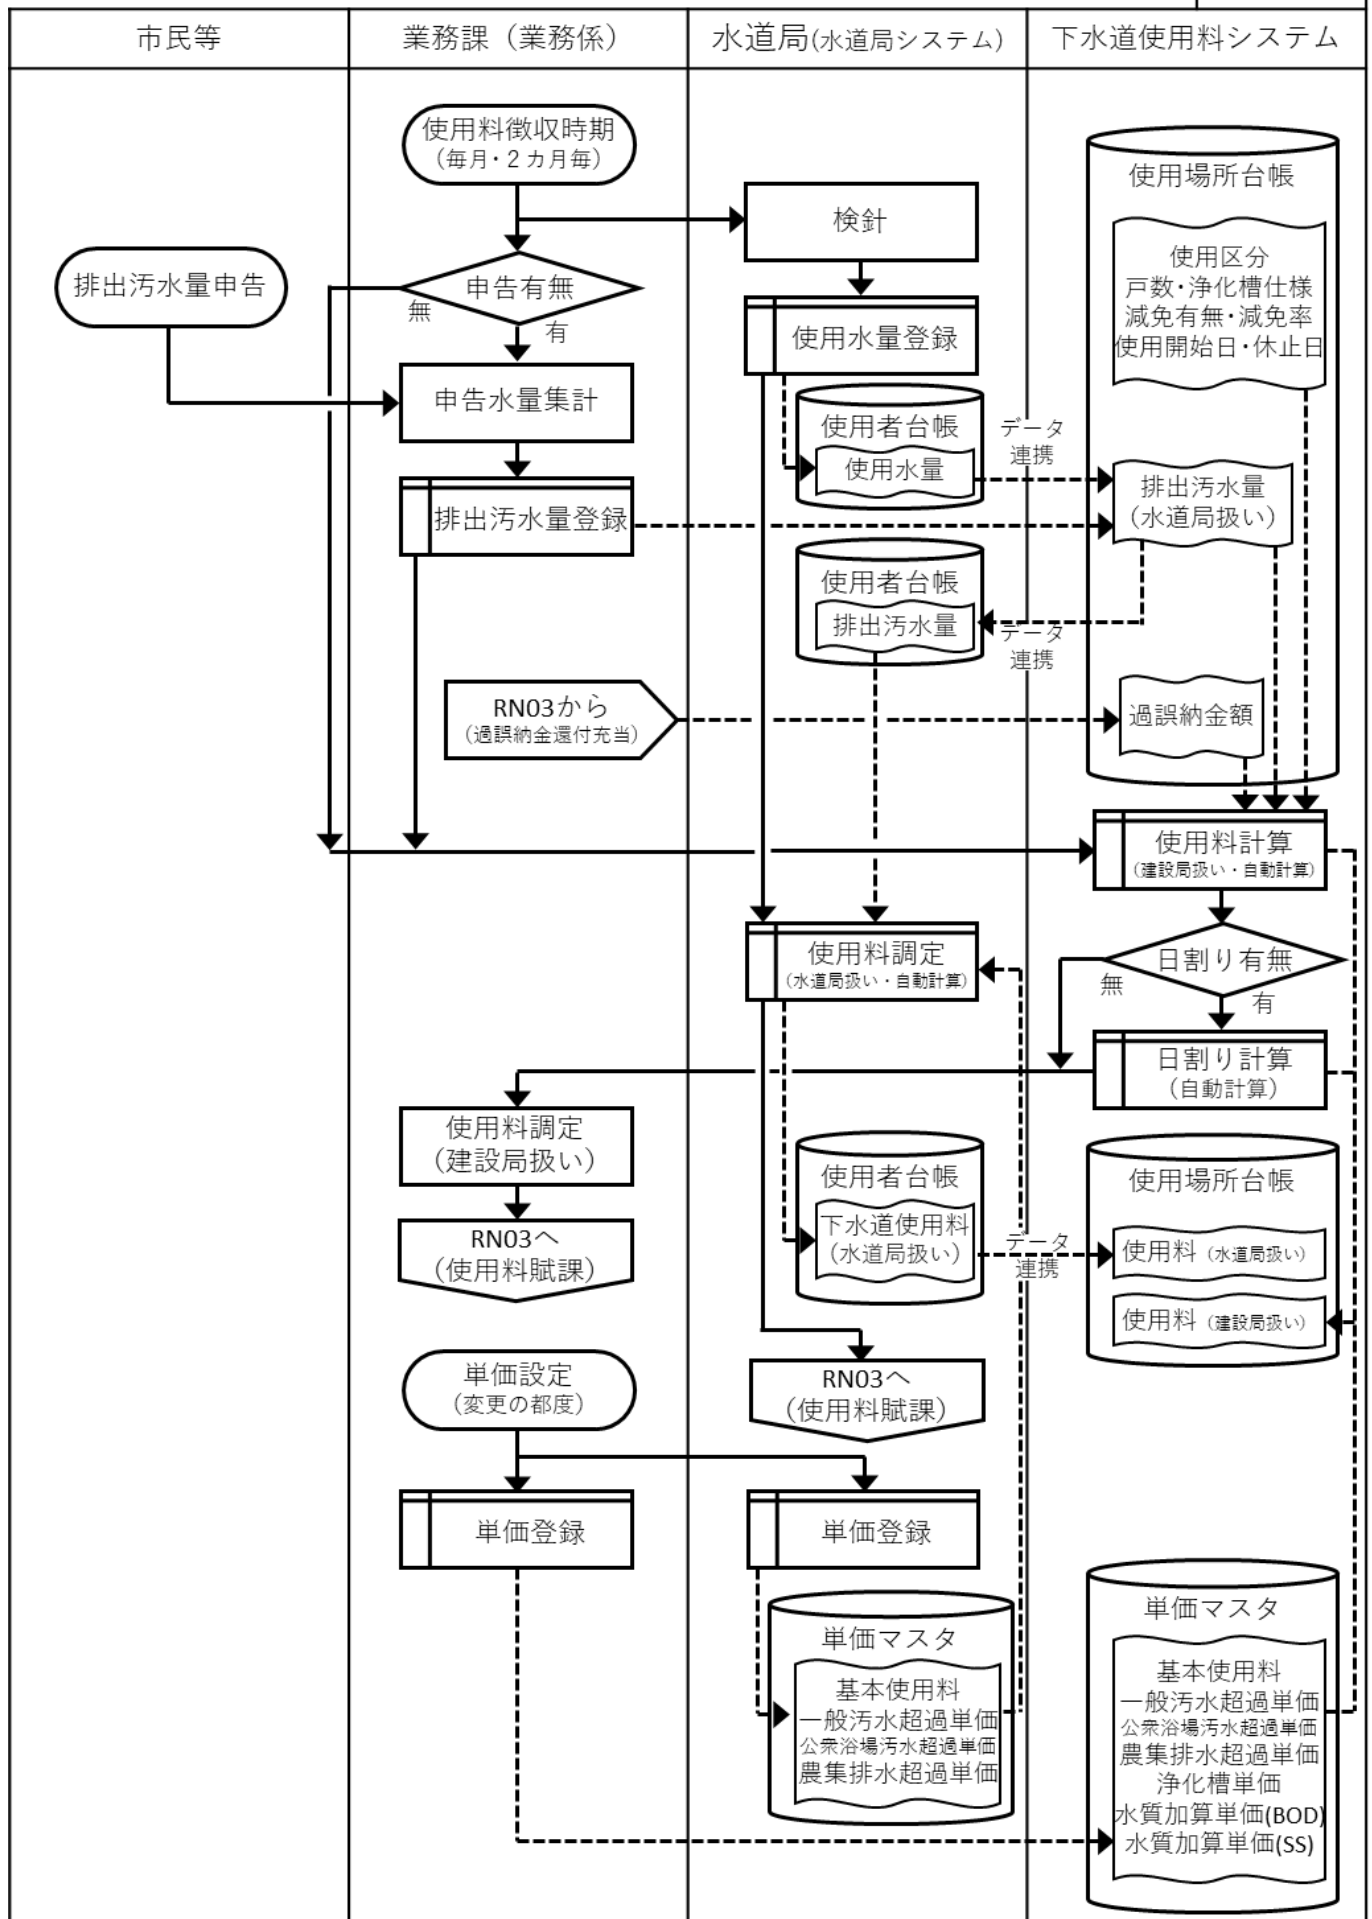 市民等
業務課（業務係）
水道局(水道局システム)
下水道使用料システム
使用料徴収時期
（毎月・２カ月毎）
検針
使用場所台帳
使用区分
戸数・浄化槽仕様
減免有無・減免率
使用開始日・休止日
排出汚水量申告
申告有無
無
有
使用水量登録
申告水量集計
使用者台帳
使用水量
データ
連携
排出汚水量
（水道局扱い）
排出汚水量登録
使用者台帳
排出汚水量
データ
連携
RN03から
（過誤納金還付充当）
過誤納金額
使用料計算
（建設局扱い・自動計算）
使用料調定
（水道局扱い・自動計算）
日割り有無
無
有
日割り計算
（自動計算）
使用料調定
（建設局扱い）
RN03へ
（使用料賦課）
使用者台帳
下水道使用料
（水道局扱い）
データ
連携
使用場所台帳
使用料（水道局扱い）
使用料（建設局扱い）
単価設定
（変更の都度）
RN03へ
（使用料賦課）
単価登録
単価登録
単価マスタ
基本使用料
一般汚水超過単価
公衆浴場汚水超過単価
農集排水超過単価
単価マスタ
基本使用料
一般汚水超過単価
公衆浴場汚水超過単価
農集排水超過単価
浄化槽単価
水質加算単価(BOD)
水質加算単価(SS)